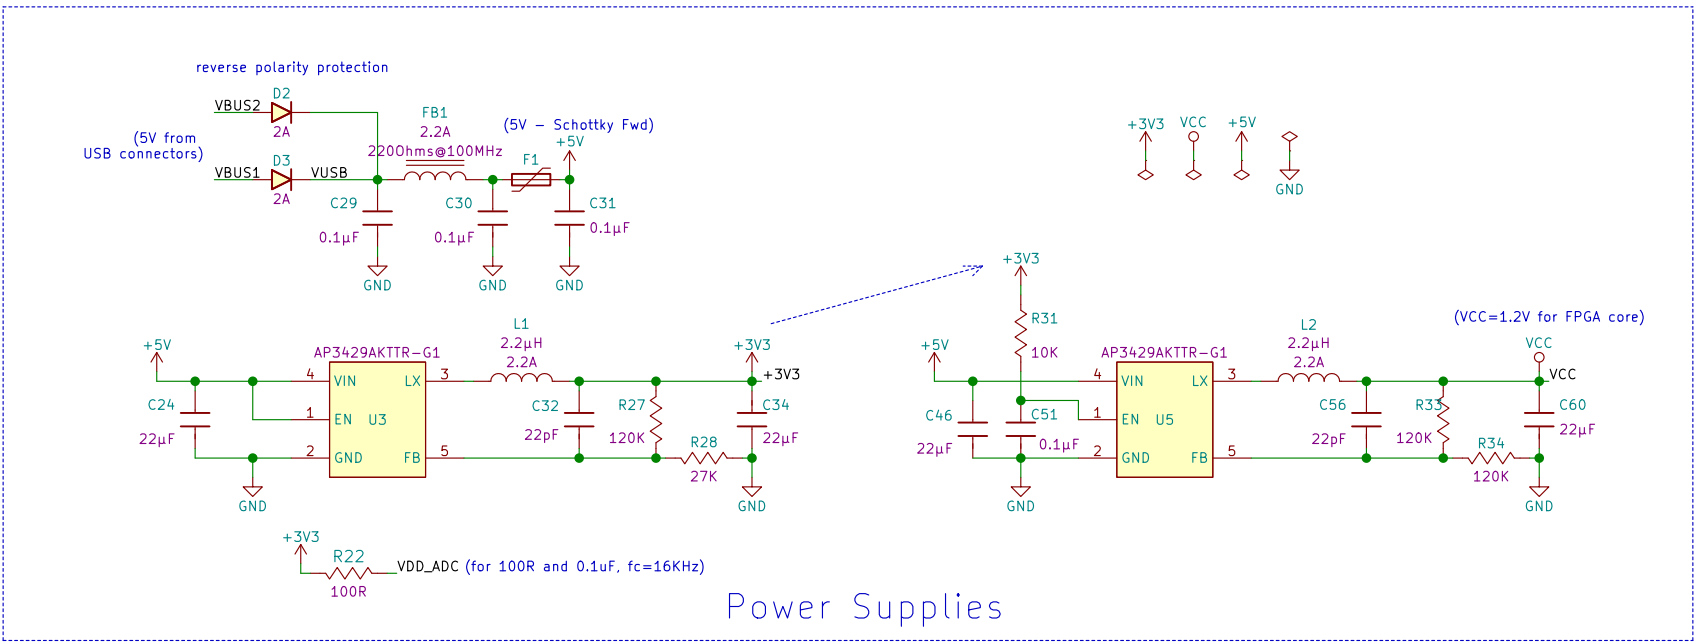 reverse polarity protection
VBUS2
D2
2A
(5V from
USB connectors)
VBUS1
D3
2A
VUSB
FB1
2.2A
220Ohms@100MHz
(5V - Schottky Fwd)
+5V
F1
C29
0.1µF
GND
C30
0.1µF
GND
C31
0.1µF
GND
+3V3
VCC
+5V
GND
+5V
C24
22µF
GND
AP3429AKTTR-G1
4
VIN
LX
3
1
EN
U3
2
GND
FB
5
L1
2.2µH
2.2A
C32
22pF
R27
120K
R28
27K
+3V3
+3V3
C34
22µF
GND
+3V3
R31
10K
+5V
C46
22µF
C51
0.1µF
GND
AP3429AKTTR-G1
4
VIN
LX
3
1
EN
U5
2
GND
FB
5
L2
2.2µH
2.2A
C56
22pF
R33
120K
R34
120K
(VCC=1.2V for FPGA core)
VCC
VCC
C60
22µF
GND
+3V3
R22
100R
VDD_ADC
(for 100R and 0.1uF, fc=16KHz)
Power Supplies